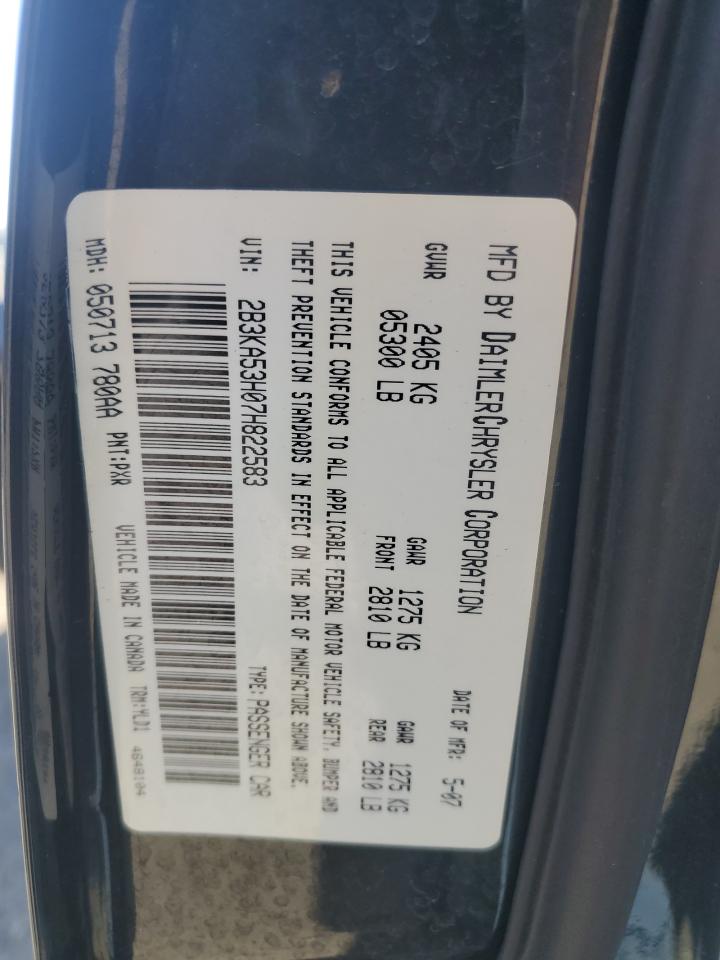 MFD BY DAIMLERCHRYSLER CORPORATION
DATE OF MFR: 5-07
GVWR 2405 KG
05300 LB
GAWR FRONT 1275 KG
2810 LB
GAWR REAR 1275 KG
2810 LB
THIS VEHICLE CONFORMS TO ALL APPLICABLE FEDERAL MOTOR VEHICLE SAFETY, BUMPER AND
THEFT PREVENTION STANDARDS IN EFFECT ON THE DATE OF MANUFACTURE SHOWN ABOVE.
VIN: 2B3KA53H07H822583 TYPE: PASSENGER CAR
MDH: 050713 780AA PNT:PXR VEHICLE MADE IN CANADA TRM:YLD1 4648104